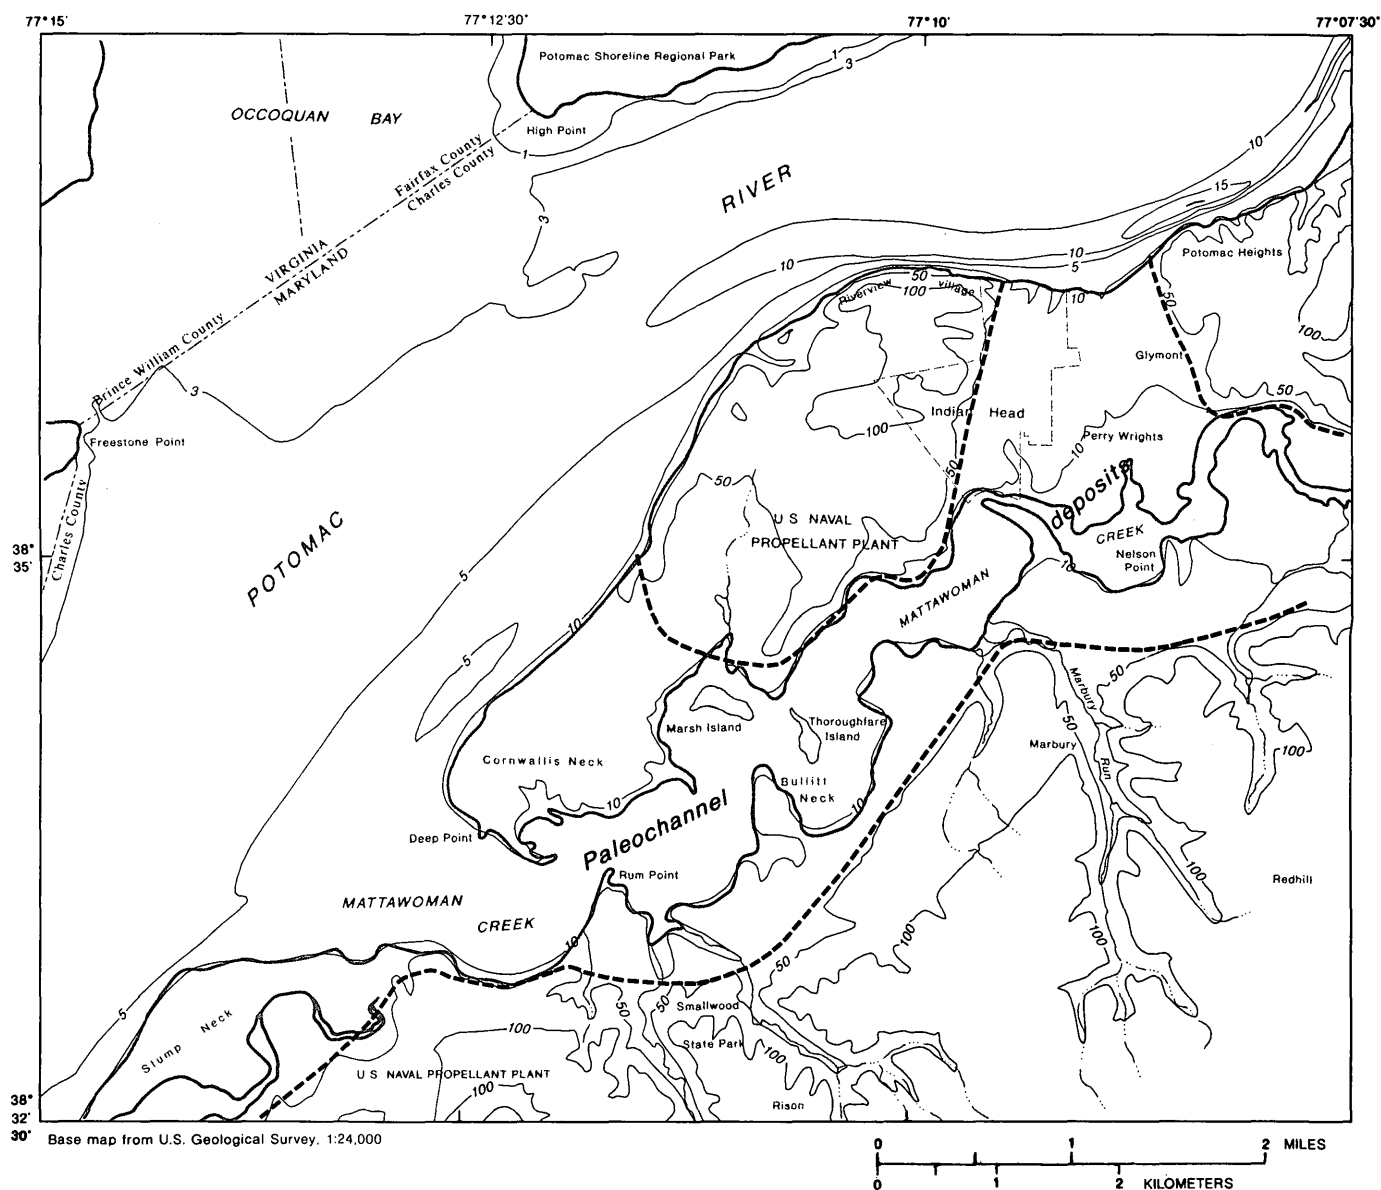 77°15'
77°12'30"
77°10'
77°07'30"
Potomac Shoreline Regional Park
1
3
OCCOQUAN BAY
High Point
1
Fairfax County
Charles County
10
15
RIVER
3
VIRGINIA
MARYLAND
10
5
10
Potomac Heights
50
Riverview village
100
10
50
100
Brince William County
3
Glymont
50
Indian Head
100
Freestone Point
Perry Wrights
10
50
50
deposits
Charles County
POTOMAC
U S NAVAL
PROPELLANT PLANT
CREEK
Nelson
Point
38°
35'
10
5
MATTAWOMAN
10
5
Marbury
Run
50
50
Marsh Island
Thoroughfare
Island
Marbury
100
Cornwallis Neck
Bullitt
Neck
10
10
Deep Point
Paleochannel
Rum Point
100
Redhill
MATTAWOMAN
CREEK
10
100
100
50
5
Slump Neck
50
50
Smallwood
State Park
100
100
U S NAVAL PROPELLANT PLANT
100
Rison
38°
32'
30"
Base map from U.S. Geological Survey, 1:24,000
0 1 2 MILES
0 1 2 KILOMETERS